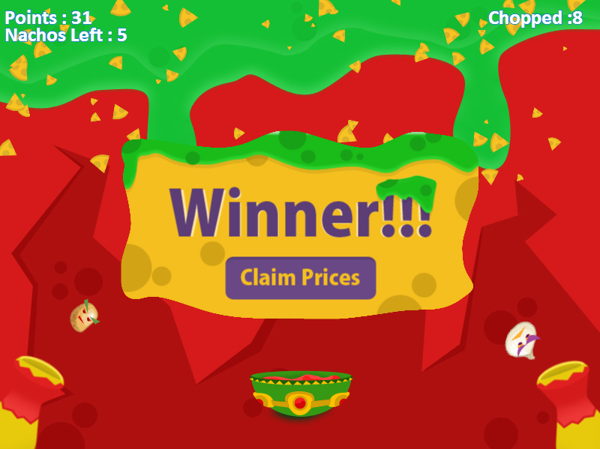 Points : 31
Chopped :8
Nachos Left : 5
Winner!!!
Claim Prices